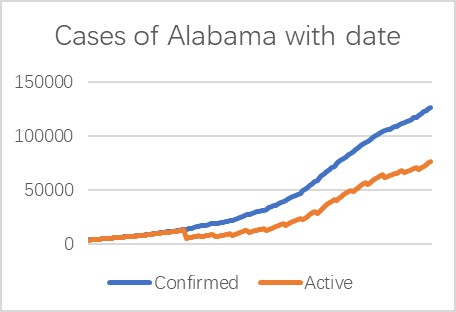 Cases of Alabama with date
150000
100000
50000
0
Confirmed Active